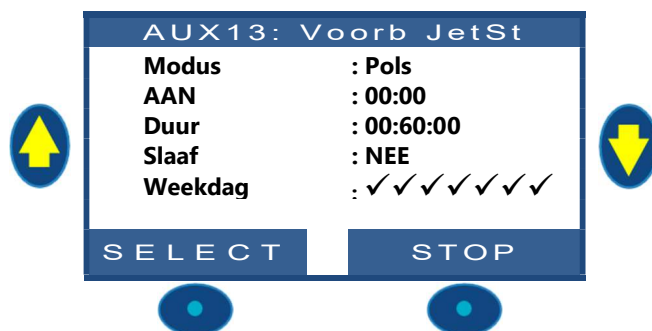 AUX13: Voorb JetSt
Modus : Pols
AAN : 00:00
Duur : 00:60:00
Slaaf : NEE
Weekdag : ✓✓✓✓✓✓✓
SELECT STOP